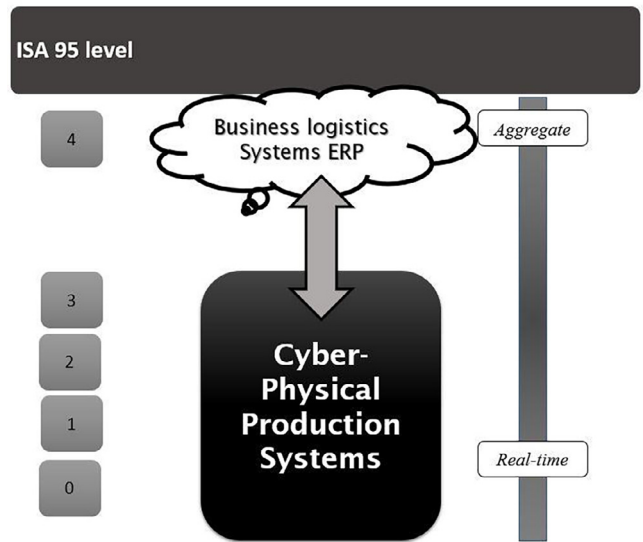 ISA 95 level
4
Business logistics
Systems ERP
Aggregate
3
2
1
0
Cyber-
Physical
Production
Systems
Real-time